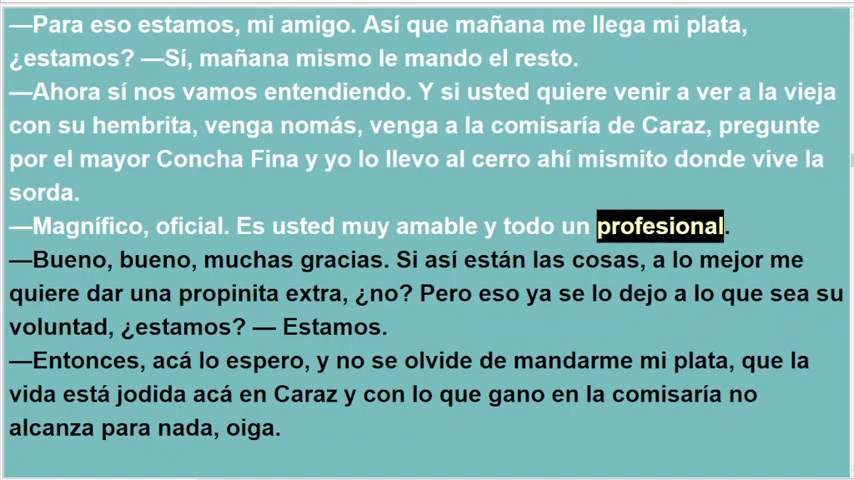 —Para eso estamos, mi amigo. Así que mañana me llega mi plata,
¿estamos? —Sí, mañana mismo le mando el resto.
—Ahora sí nos vamos entendiendo. Y si usted quiere venir a ver a la vieja
con su hembrita, venga nomás, venga a la comisaría de Caraz, pregunte
por el mayor Concha Fina y yo lo llevo al cerro ahí mismito donde vive la
sorda.
—Magnífico, oficial. Es usted muy amable y todo un profesional.
—Bueno, bueno, muchas gracias. Si así están las cosas, a lo mejor me
quiere dar una propinita extra, ¿no? Pero eso ya se lo dejo a lo que sea su
voluntad, ¿estamos? — Estamos.
—Entonces, acá lo espero, y no se olvide de mandarme mi plata, que la
vida está jodida acá en Caraz y con lo que gano en la comisaría no
alcanza para nada, oiga.